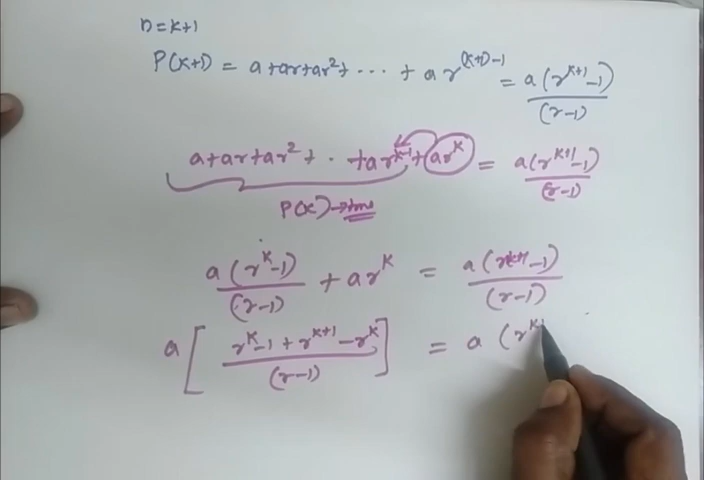 n=k+1
P(k+1) = a+ar+ar²+ ··· + ar^{(k+1)-1} = a(r^{k+1}-1)/(r-1)
a+ar+ar²+ ·· +ar^{k-1}+ar^k = a(r^{k+1}-1)/(r-1)
P(k)→true
a(r^k-1)/(r-1) + ar^k = a(r^{k+1}-1)/(r-1)
a[(r^k-1+r^{k+1}-r^k)/(r-1)] = a(r^k